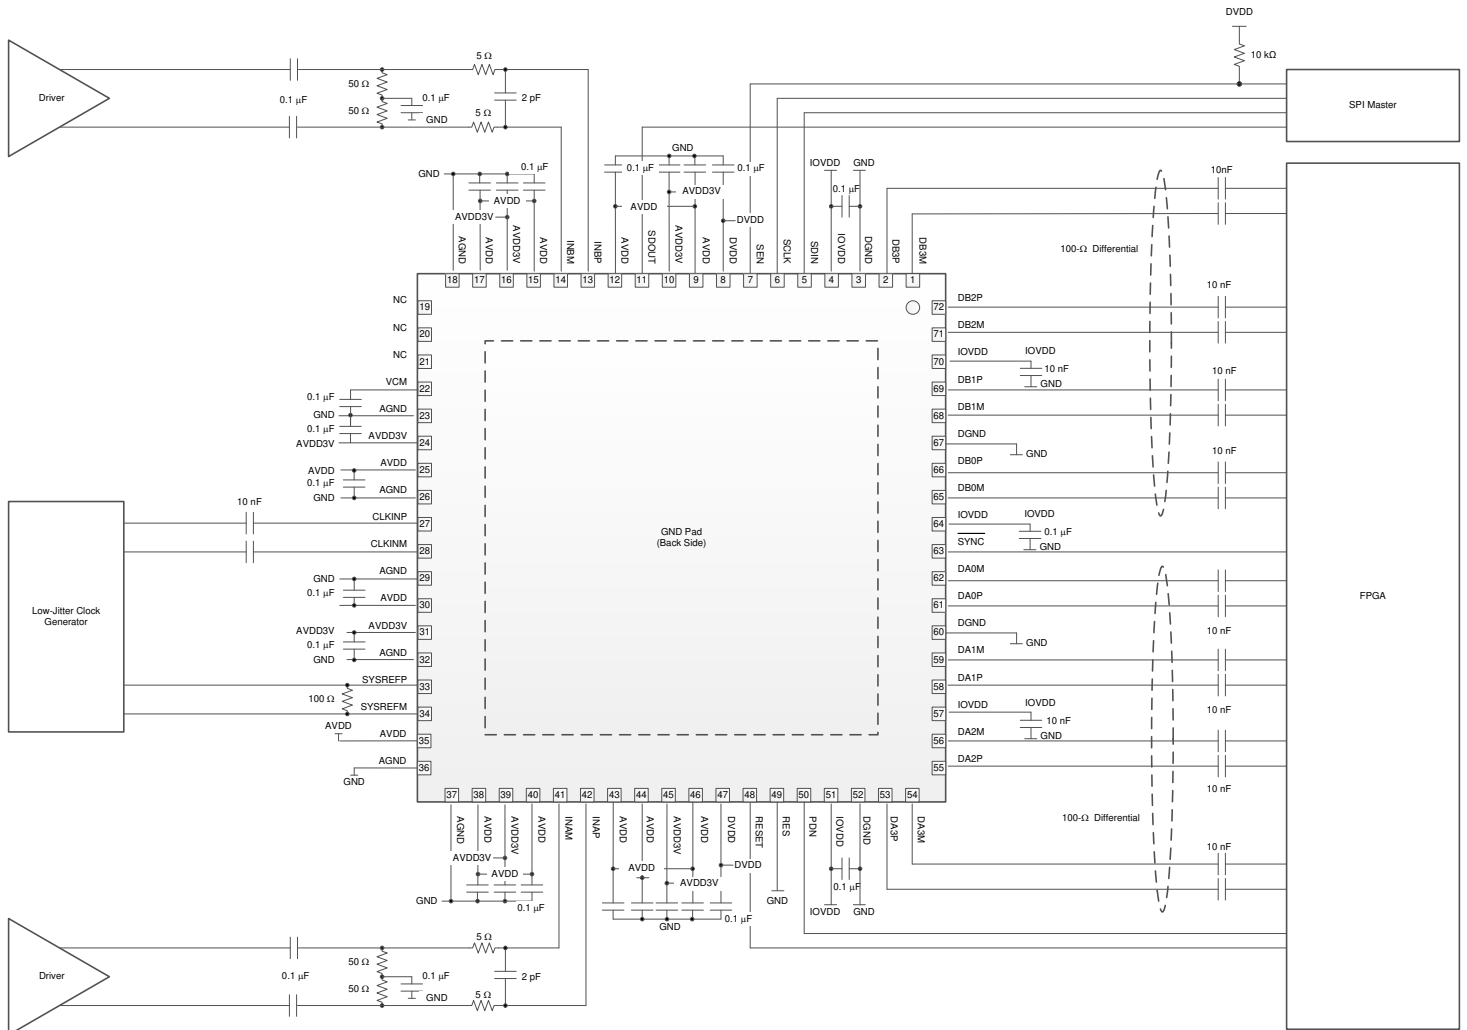 DVDD
10 kΩ
Driver
5 Ω
50 Ω
0.1 µF
0.1 µF
2 pF
50 Ω
5 Ω
GND
SPI Master
GND
0.1 µF
AVDD
AVDD3V
GND
0.1 µF
0.1 µF
AVDD3V
AVDD
DVDD
IOVDD
GND
0.1 µF
10nF
100-Ω Differential
AGND
AVDD
AVDD3V
AVDD
INBM
INBP
AVDD
SDOUT
AVDD3V
AVDD
DVDD
SEN
SCLK
SDIN
IOVDD
DGND
DB3P
DB3M
18
17
16
15
14
13
12
11
10
9
8
7
6
5
4
3
2
1
NC
19
NC
20
NC
21
VCM
22
0.1 µF
GND
AGND
23
0.1 µF
AVDD3V
AVDD3V
24
AVDD
AVDD
25
0.1 µF
GND
AGND
26
10 nF
CLKINP
27
CLKINM
28
GND
AGND
29
0.1 µF
AVDD
30
AVDD3V
AVDD3V
31
0.1 µF
GND
AGND
32
SYSREFP
33
100 Ω
SYSREFM
34
AVDD
AVDD
35
AGND
36
GND
Low-Jitter Clock
Generator
GND Pad
(Back Side)
72
DB2P
10 nF
71
DB2M
70
IOVDD
IOVDD
10 nF
GND
69
DB1P
10 nF
68
DB1M
67
DGND
GND
66
DB0P
10 nF
65
DB0M
64
IOVDD
IOVDD
0.1 µF
GND
63
SYNC
62
DA0M
61
DA0P
10 nF
60
DGND
GND
59
DA1M
58
DA1P
10 nF
57
IOVDD
IOVDD
10 nF
GND
56
DA2M
55
DA2P
10 nF
FPGA
37
38
39
40
41
42
43
44
45
46
47
48
49
50
51
52
53
54
AGND
AVDD
AVDD3V
AVDD
INAM
INAP
AVDD
AVDD
AVDD3V
AVDD
DVDD
RESET
RES
PDN
IOVDD
DGND
DA3P
DA3M
100-Ω Differential
10 nF
AVDD3V
AVDD
GND
0.1 µF
AVDD
DVDD
AVDD3V
0.1 µF
GND
GND
0.1 µF
IOVDD
GND
Driver
5 Ω
50 Ω
0.1 µF
0.1 µF
2 pF
50 Ω
GND
5 Ω